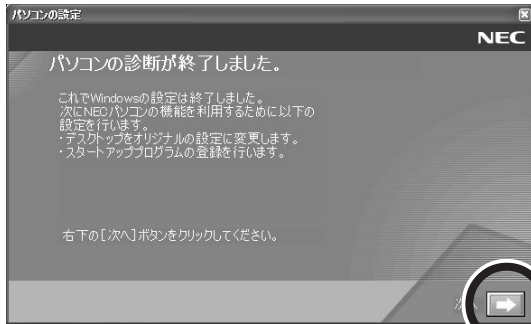 パソコンの設定
NEC
パソコンの診断が終了しました。
これでWindowsの設定は終了しました。
次にNECパソコンの機能を利用するために以下の
設定を行います。
・デスクトップをオリジナルの設定に変更します。
・スタートアッププログラムの登録を行います。
右下の[次へ]ボタンをクリックしてください。